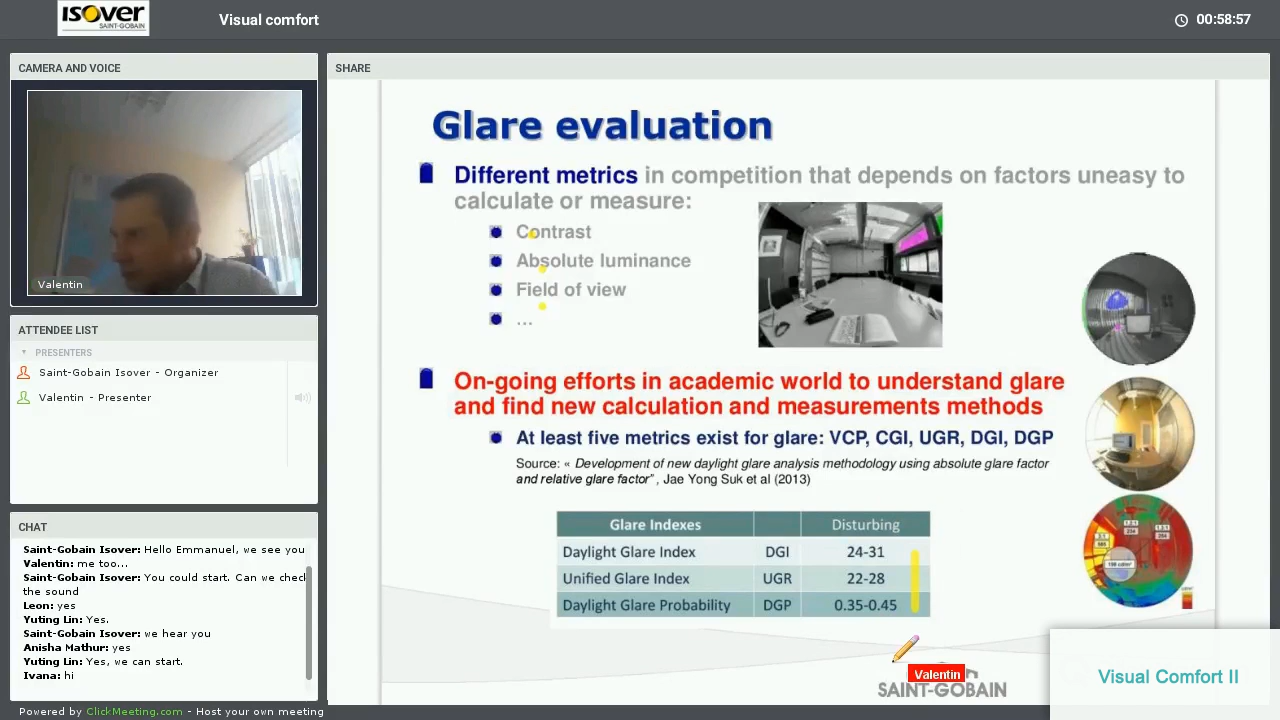 isover
SAINT-GOBAIN
Visual comfort
00:58:57
CAMERA AND VOICE
Valentin
ATTENDEE LIST
PRESENTERS
Saint-Gobain Isover - Organizer
Valentin - Presenter
CHAT
Saint-Gobain Isover: Hello Emmanuel, we see you
Valentin: me too...
Saint-Gobain Isover: You could start. Can we check
the sound
Leon: yes
Yuting Lin: Yes.
Saint-Gobain Isover: we hear you
Anisha Mathur: yes
Yuting Lin: Yes, we can start.
Ivana: hi
Powered by ClickMeeting.com - Host your own meeting
SHARE
Glare evaluation
Different metrics in competition that depends on factors uneasy to
calculate or measure:
Contrast
Absolute luminance
Field of view
...
On-going efforts in academic world to understand glare
and find new calculation and measurements methods
At least five metrics exist for glare: VCP, CGI, UGR, DGI, DGP
Source: « Development of new daylight glare analysis methodology using absolute glare factor
and relative glare factor", Jae Yong Suk et al (2013)
Glare Indexes Disturbing
Daylight Glare Index DGI 24-31
Unified Glare Index UGR 22-28
Daylight Glare Probability DGP 0.35-0.45
Valentin
SAINT-GOBAIN
Visual Comfort II